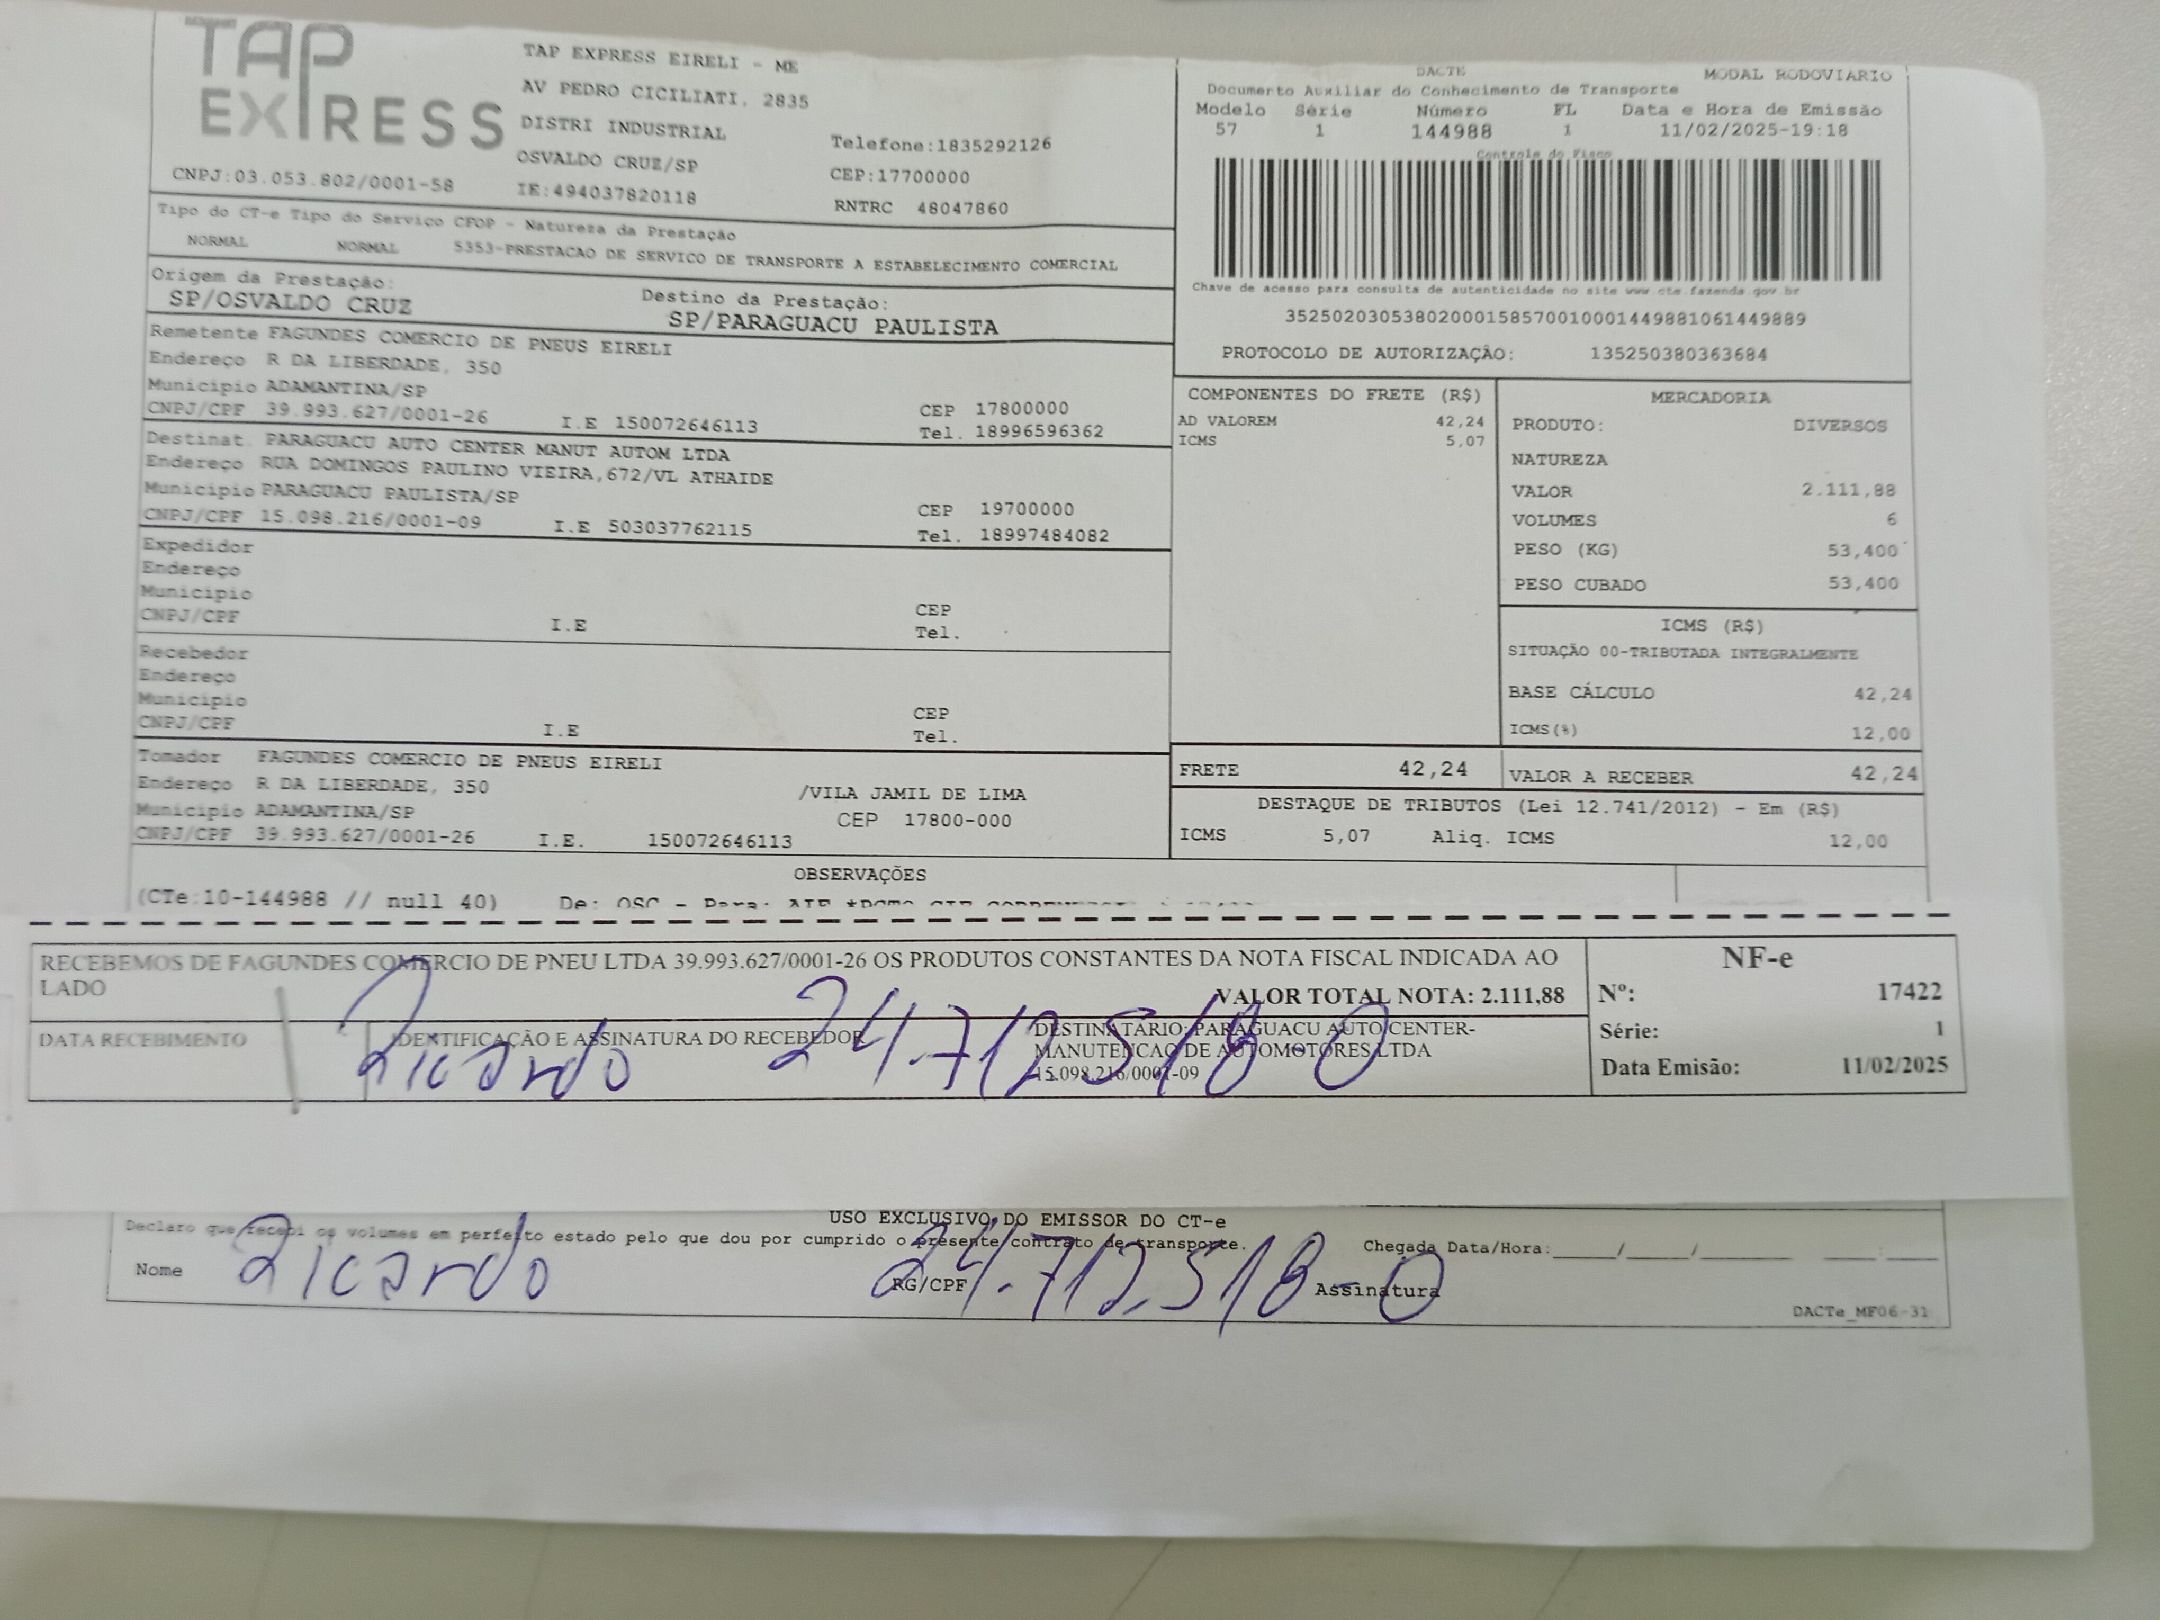 TAP EXPRESS
TAP EXPRESS EIRELI - ME
AV PEDRO CICILIATI, 2835
DISTRI INDUSTRIAL
OSVALDO CRUZ/SP
IE:494037820118
CNPJ:03.053.802/0001-58
Telefone:1835292126
CEP:17700000
RNTRC 48047860
DACTE MODAL RODOVIARIO
Documento Auxiliar do Conhecimento de Transporte
Modelo Série Número FL Data e Hora de Emissão
57 1 144988 1 11/02/2025-19:18
Controle do Fisco
Chave de acesso para consulta de autenticidade no site www.cte.fazenda.gov.br
35250203053802000158570010001449881061449889
PROTOCOLO DE AUTORIZAÇÃO: 135250380363684
Tipo do CT-e Tipo do Serviço CFOP - Natureza da Prestação
NORMAL NORMAL 5353-PRESTACAO DE SERVICO DE TRANSPORTE A ESTABELECIMENTO COMERCIAL
Origem da Prestação: Destino da Prestação:
SP/OSVALDO CRUZ SP/PARAGUACU PAULISTA
Remetente FAGUNDES COMERCIO DE PNEUS EIRELI
Endereço R DA LIBERDADE, 350
Município ADAMANTINA/SP CEP 17800000
CNPJ/CPF 39.993.627/0001-26 I.E 150072646113 Tel. 18996596362
Destinat. PARAGUACU AUTO CENTER MANUT AUTOM LTDA
Endereço RUA DOMINGOS PAULINO VIEIRA,672/VL ATHAIDE
Município PARAGUACU PAULISTA/SP CEP 19700000
CNPJ/CPF 15.098.216/0001-09 I.E 503037762115 Tel. 18997484082
Expedidor
Endereço
Município CEP
CNPJ/CPF I.E Tel.
Recebedor
Endereço
Município CEP
CNPJ/CPF I.E Tel.
Tomador FAGUNDES COMERCIO DE PNEUS EIRELI
Endereço R DA LIBERDADE, 350 /VILA JAMIL DE LIMA
Município ADAMANTINA/SP CEP 17800-000
CNPJ/CPF 39.993.627/0001-26 I.E. 150072646113
COMPONENTES DO FRETE (R$)
AD VALOREM 42,24
ICMS 5,07
MERCADORIA
PRODUTO: DIVERSOS
NATUREZA
VALOR 2.111,88
VOLUMES 6
PESO (KG) 53,400
PESO CUBADO 53,400
ICMS (R$)
SITUAÇÃO 00-TRIBUTADA INTEGRALMENTE
BASE CÁLCULO 42,24
ICMS(%) 12,00
FRETE 42,24 VALOR A RECEBER 42,24
DESTAQUE DE TRIBUTOS (Lei 12.741/2012) - Em (R$)
ICMS 5,07 Aliq. ICMS 12,00
OBSERVAÇÕES
(CTe:10-144988 // null 40) De: OSC - Para:
RECEBEMOS DE FAGUNDES COMERCIO DE PNEU LTDA 39.993.627/0001-26 OS PRODUTOS CONSTANTES DA NOTA FISCAL INDICADA AO
LADO
VALOR TOTAL NOTA: 2.111,88
DATA RECEBIMENTO
IDENTIFICAÇÃO E ASSINATURA DO RECEBEDOR
DESTINATÁRIO: PARAGUACU AUTO CENTER-
MANUTENCAO DE AUTOMOTORES LTDA
15.098.216/0001-09
Ricardo 24.712.518-0
NF-e
Nº: 17422
Série: 1
Data Emissão: 11/02/2025
USO EXCLUSIVO DO EMISSOR DO CT-e
Declaro que recebi os volumes em perfeito estado pelo que dou por cumprido o presente contrato de transporte.
Chegada Data/Hora:_____/_____/_______ ____:____
Nome Ricardo RG/CPF 24.712.518-0 Assinatura
DACTe_MF06-31